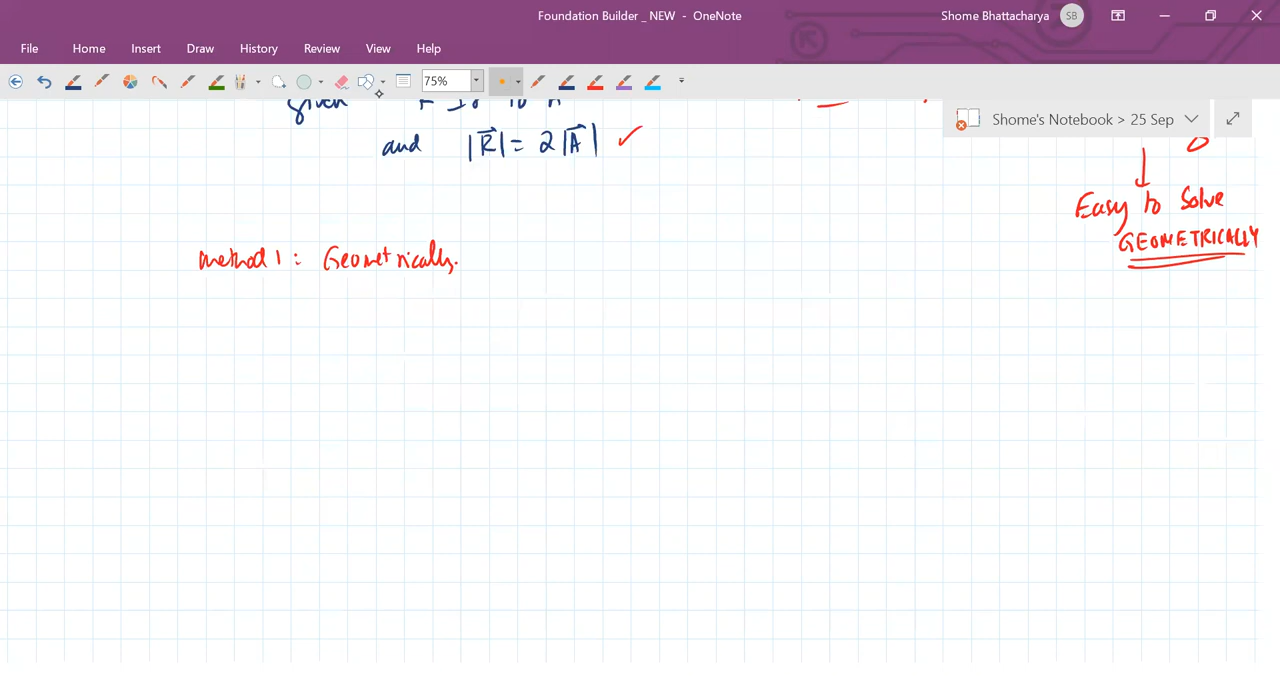 Foundation Builder _ NEW - OneNote
Shome Bhattacharya SB
File Home Insert Draw History Review View Help
75%
Shome's Notebook > 25 Sep
given
and |R⃗| = 2|A⃗| ✓
Easy to Solve
GEOMETRICALLY
method 1 : Geometrically.